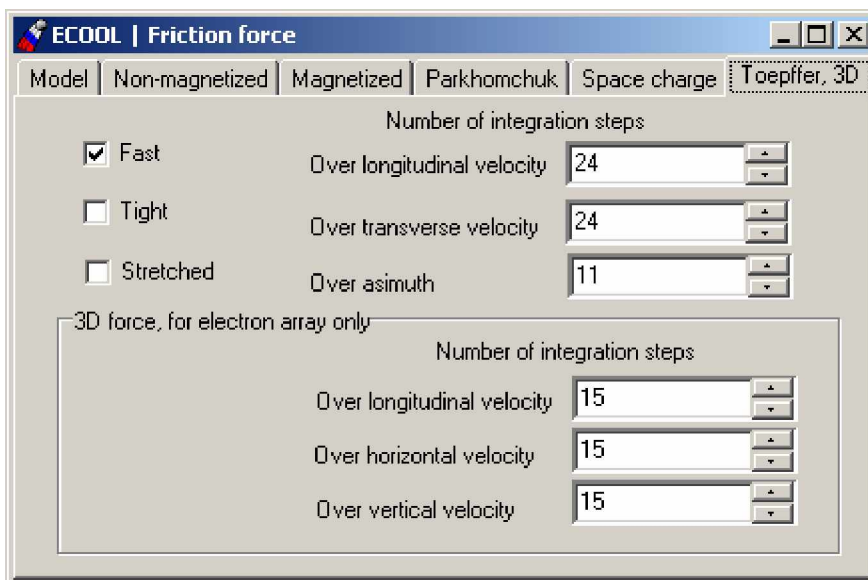 ECOOL | Friction force
Model Non-magnetized Magnetized Parkhomchuk Space charge Toepffer, 3D
Number of integration steps
Fast Over longitudinal velocity 24
Tight Over transverse velocity 24
Stretched Over asimuth 11
3D force, for electron array only
Number of integration steps
Over longitudinal velocity 15
Over horizontal velocity 15
Over vertical velocity 15